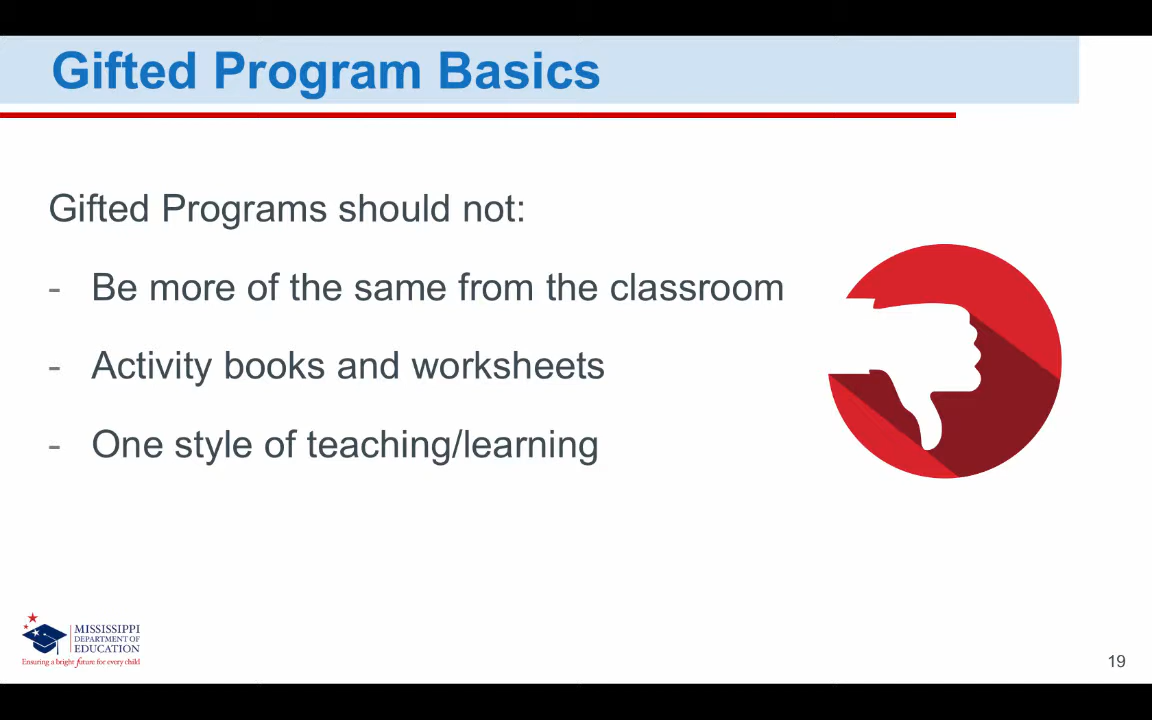 Gifted Program Basics
Gifted Programs should not:
- Be more of the same from the classroom
- Activity books and worksheets
- One style of teaching/learning
MISSISSIPPI
DEPARTMENT OF
EDUCATION
Ensuring a bright future for every child
19